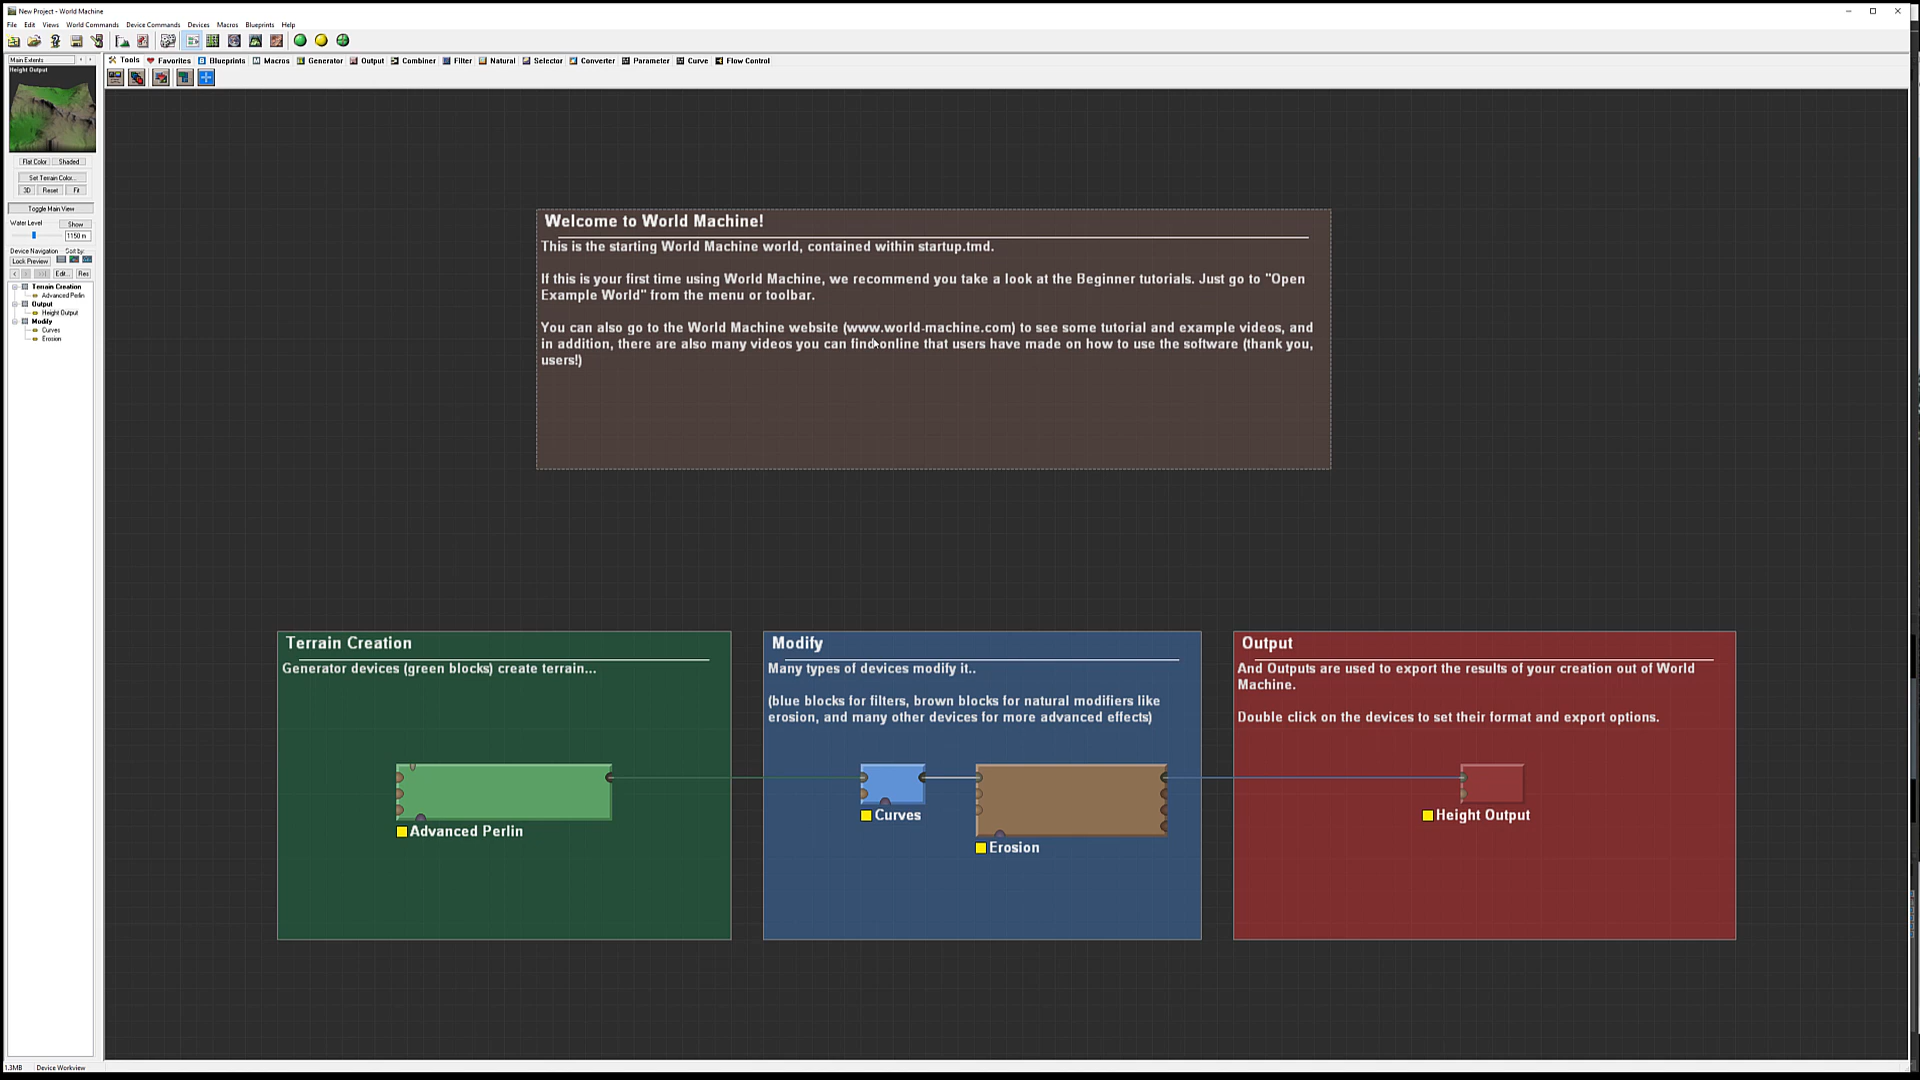 New Project - World Machine
File Edit Views World Commands Device Commands Devices Macros Blueprints Help
Main Extents
Tools Favorites Blueprints Macros Generator Output Combiner Filter Natural Selector Converter Parameter Curve Flow Control
Height Output
Flat Color Shaded
Set Terrain Color...
3D Reset Fit
Toggle Main View
Water Level Show
1150 m
Device Navigation Sort by:
Lock Preview
Edit... Res
Terrain Creation
Advanced Perlin
Output
Height Output
Modify
Curves
Erosion
Welcome to World Machine!
This is the starting World Machine world, contained within startup.tmd.
If this is your first time using World Machine, we recommend you take a look at the Beginner tutorials. Just go to "Open
Example World" from the menu or toolbar.
You can also go to the World Machine website (www.world-machine.com) to see some tutorial and example videos, and
in addition, there are also many videos you can find online that users have made on how to use the software (thank you,
users!)
Terrain Creation
Generator devices (green blocks) create terrain...
Advanced Perlin
Modify
Many types of devices modify it..
(blue blocks for filters, brown blocks for natural modifiers like
erosion, and many other devices for more advanced effects)
Curves
Erosion
Output
And Outputs are used to export the results of your creation out of World
Machine.
Double click on the devices to set their format and export options.
Height Output
1.3MB Device Workview